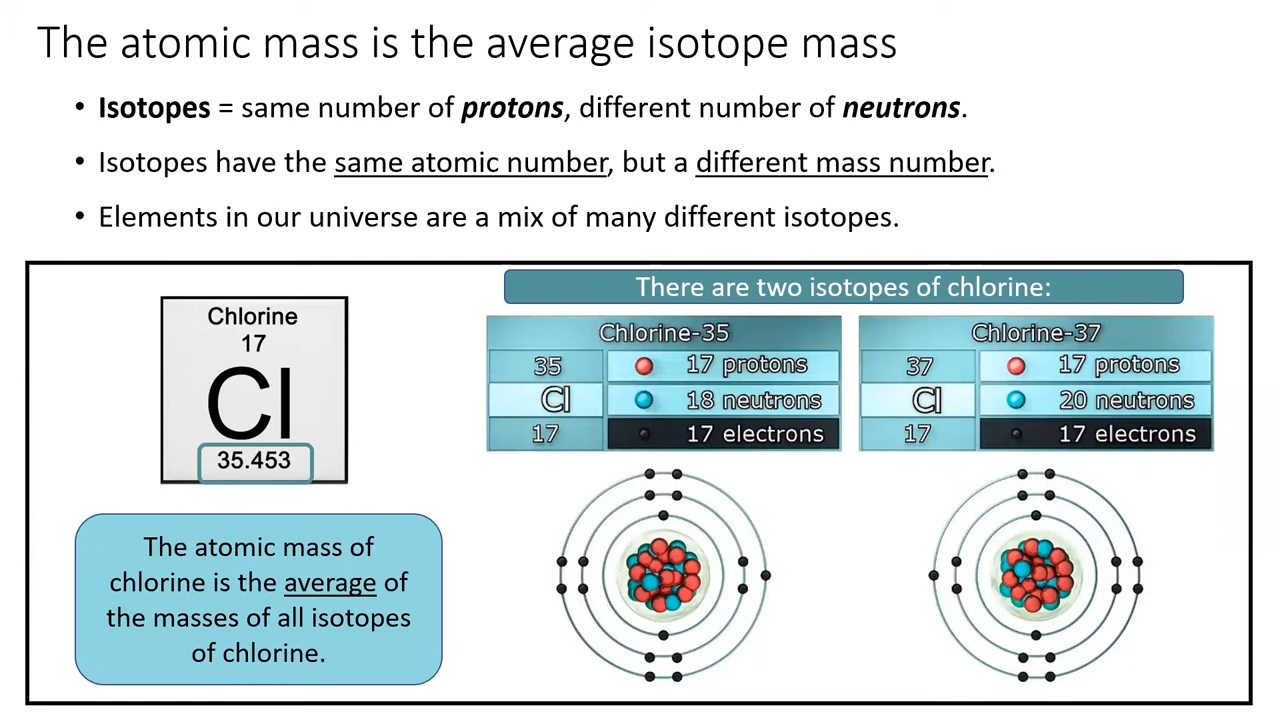 The atomic mass is the average isotope mass
• Isotopes = same number of protons, different number of neutrons.
• Isotopes have the same atomic number, but a different mass number.
• Elements in our universe are a mix of many different isotopes.
There are two isotopes of chlorine:
Chlorine
17
Cl
35.453
The atomic mass of
chlorine is the average of
the masses of all isotopes
of chlorine.
Chlorine-35
35 17 protons
Cl 18 neutrons
17 17 electrons
Chlorine-37
37 17 protons
Cl 20 neutrons
17 17 electrons